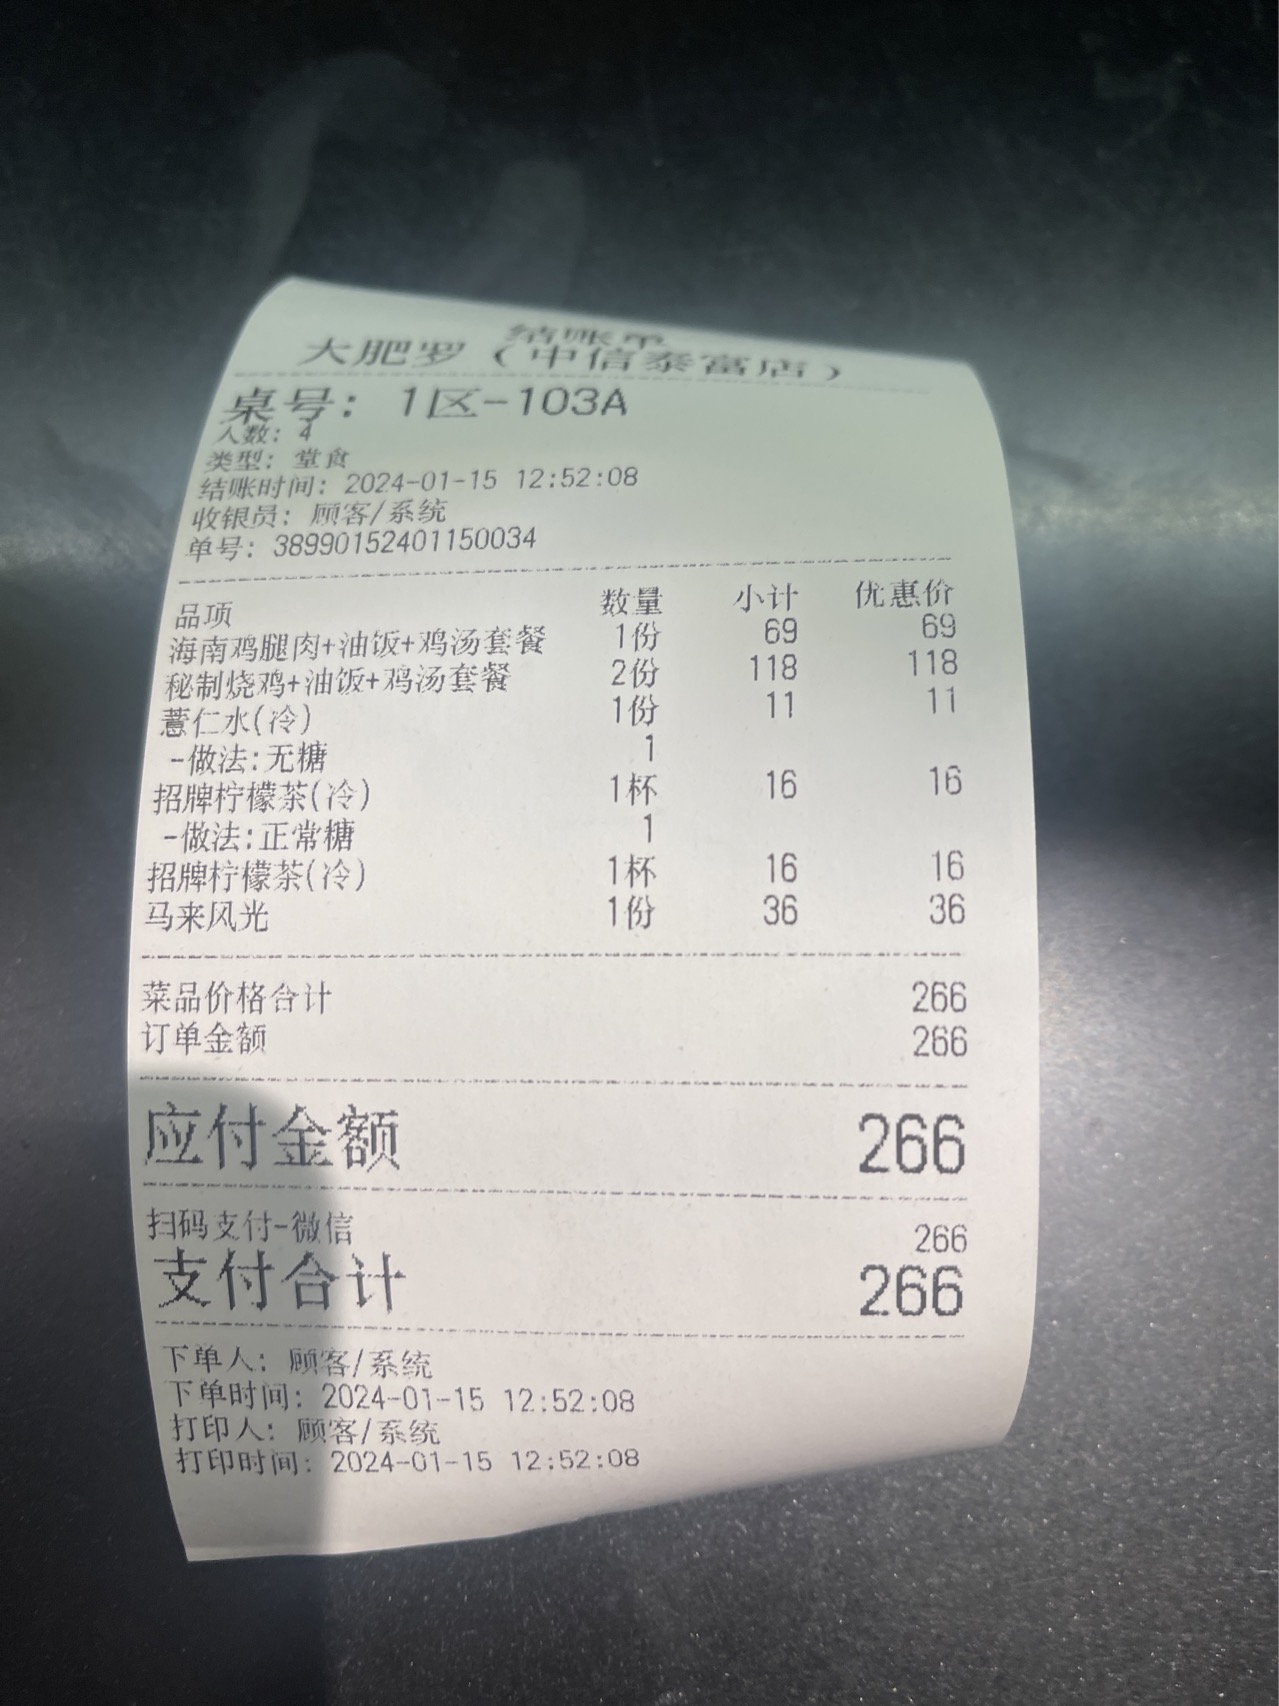 结账单
大肥罗(中信泰富店)
桌号: 1区-103A
人数: 4
类型: 堂食
结账时间: 2024-01-15 12:52:08
收银员: 顾客/系统
单号: 38990152401150034
品项 数量 小计 优惠价
海南鸡腿肉+油饭+鸡汤套餐 1份 69 69
秘制烧鸡+油饭+鸡汤套餐 2份 118 118
薏仁水(冷) 1份 11 11
-做法:无糖 1
招牌柠檬茶(冷) 1杯 16 16
-做法:正常糖 1
招牌柠檬茶(冷) 1杯 16 16
马来风光 1份 36 36
菜品价格合计 266
订单金额 266
应付金额 266
扫码支付-微信 266
支付合计 266
下单人: 顾客/系统
下单时间: 2024-01-15 12:52:08
打印人: 顾客/系统
打印时间: 2024-01-15 12:52:08